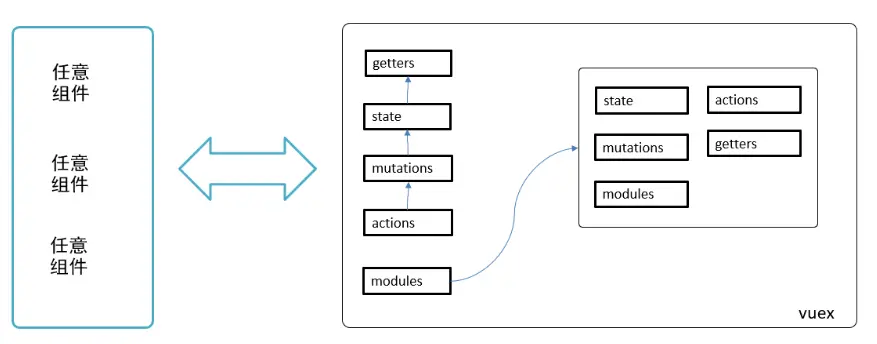 任意
组件
任意
组件
任意
组件
getters
state
mutations
actions
modules
state
actions
mutations
getters
modules
vuex